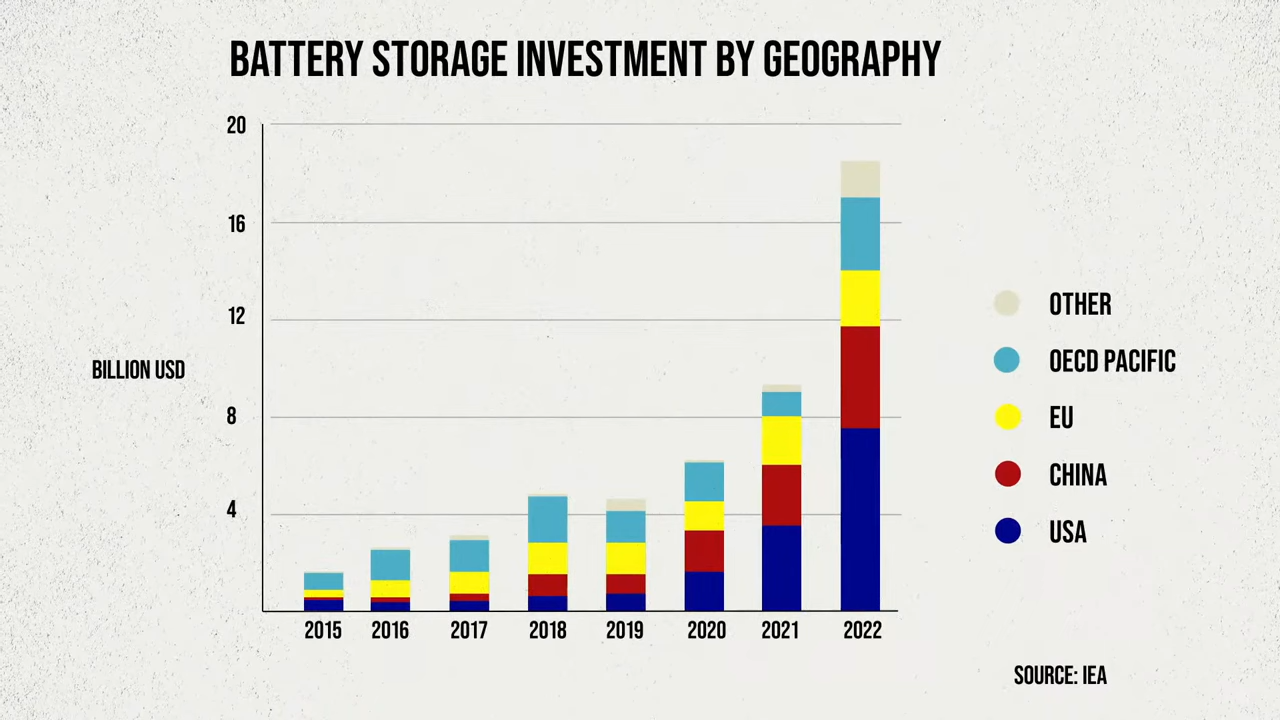 BATTERY STORAGE INVESTMENT BY GEOGRAPHY
20
16
12
8
4
BILLION USD
2015 2016 2017 2018 2019 2020 2021 2022
OTHER
OECD PACIFIC
EU
CHINA
USA
SOURCE: IEA